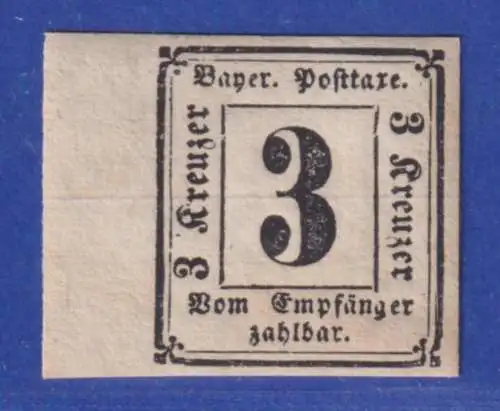 Bayer. Posttaxe.
3 Kreuzer
3
3 Kreuzer
Vom Empfänger
zahlbar.